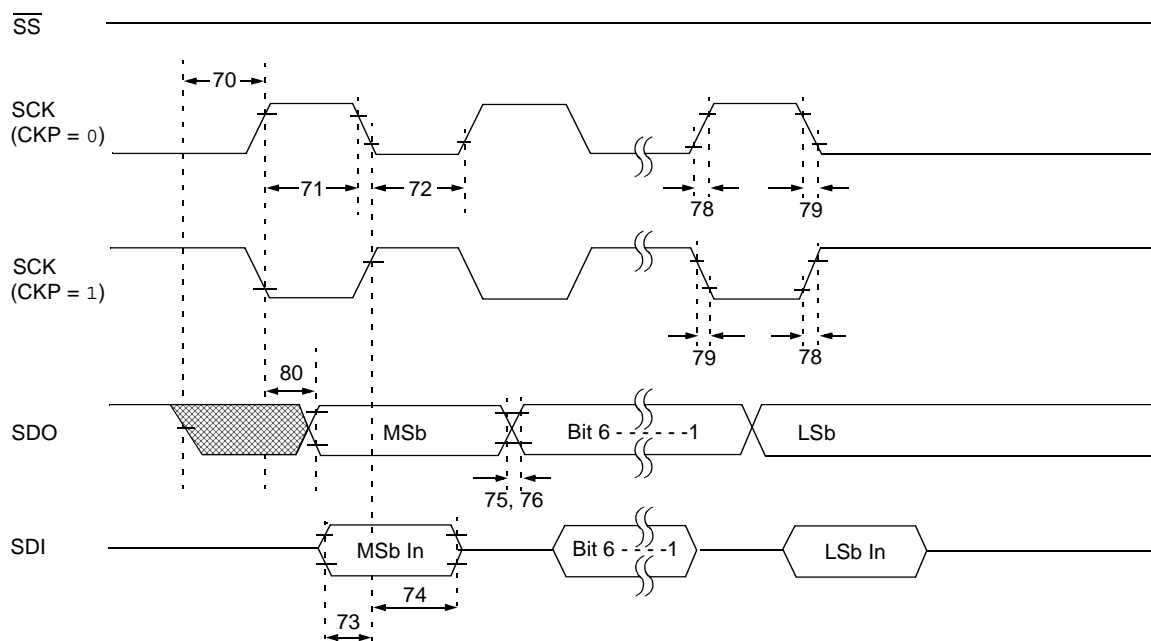 SS
70
SCK
(CKP = 0)
71
72
78
79
SCK
(CKP = 1)
79
78
80
SDO
MSb
Bit 6 - - - - - -1
LSb
75, 76
SDI
MSb In
Bit 6 - - - - -1
LSb In
74
73